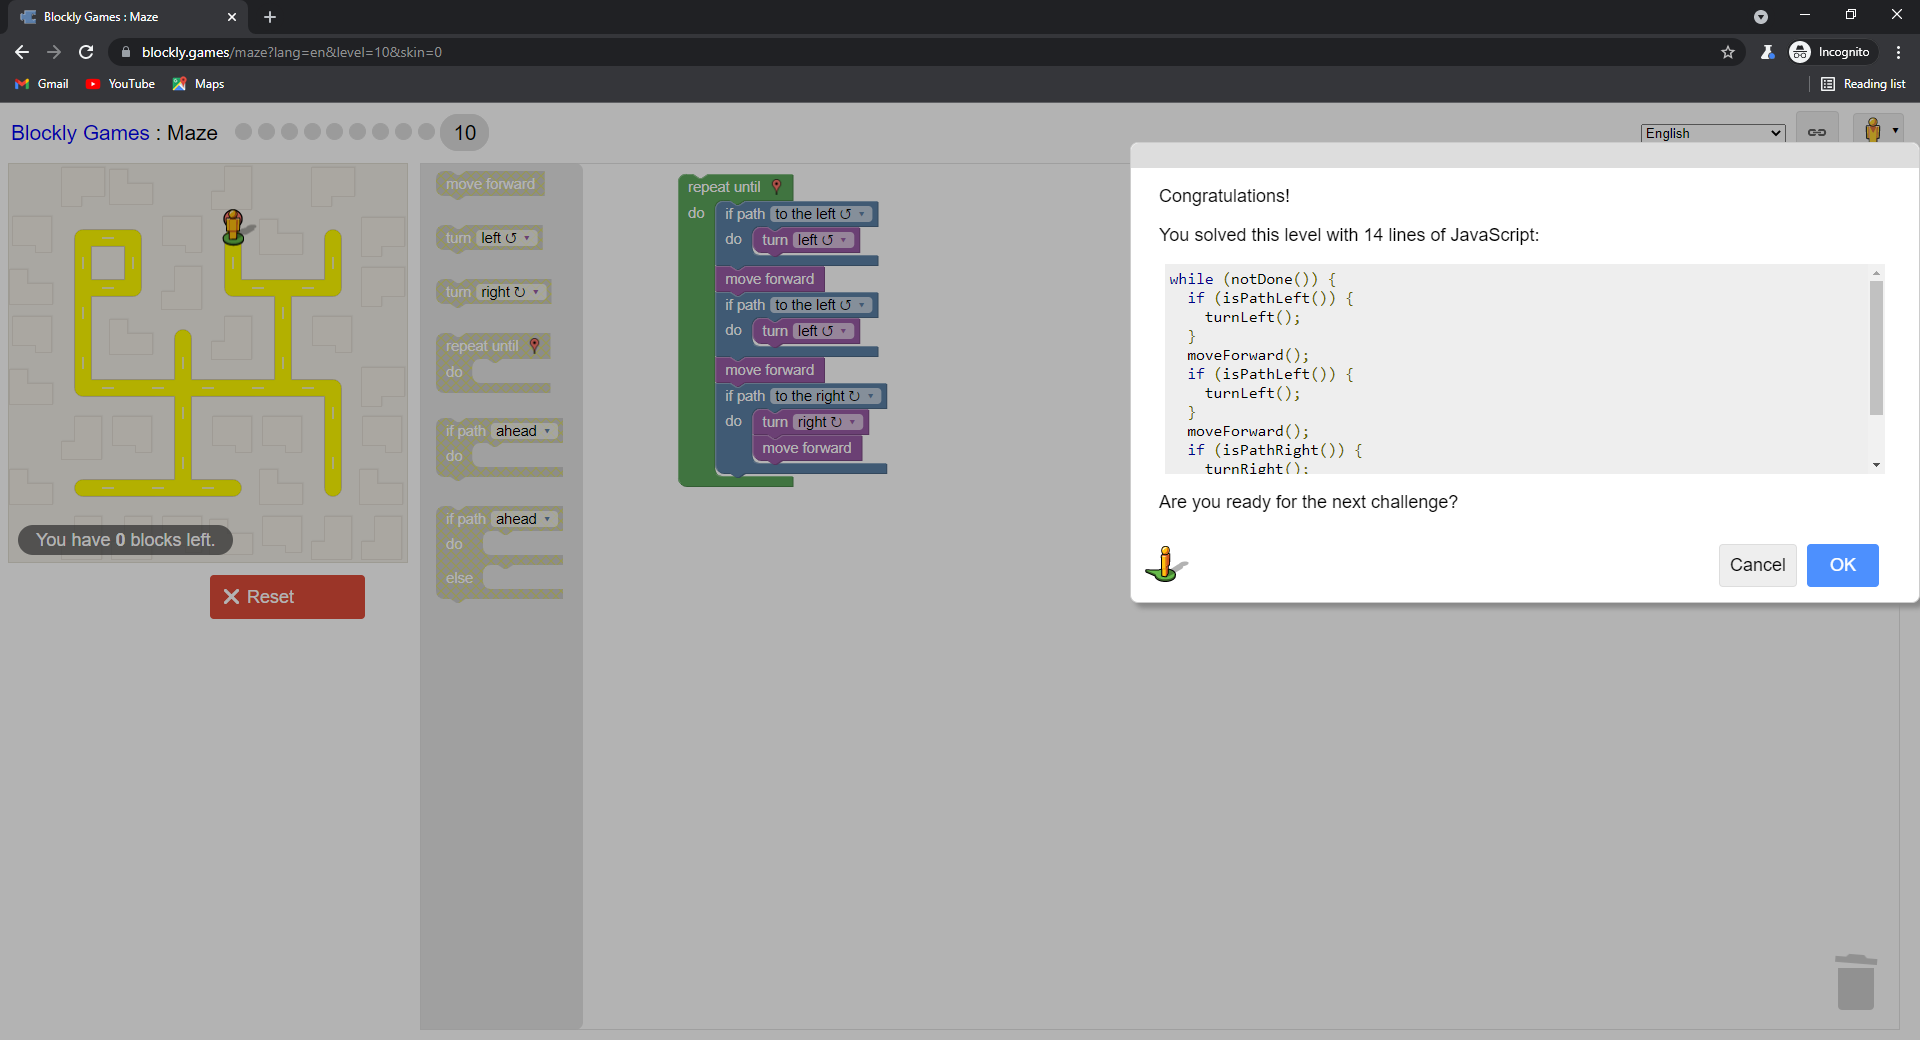 Blockly Games : Maze
blockly.games/maze?lang=en&level=10&skin=0
Incognito
Gmail
YouTube
Maps
Reading list
Blockly Games : Maze
10
English
You have 0 blocks left.
Reset
move forward
turn left ↺
turn right ↻
repeat until
do
if path ahead
do
if path ahead
do
else
repeat until
do
if path to the left ↺
do turn left ↺
move forward
if path to the left ↺
do turn left ↺
move forward
if path to the right ↻
do turn right ↻
move forward
Congratulations!
You solved this level with 14 lines of JavaScript:
while (notDone()) {
if (isPathLeft()) {
turnLeft();
}
moveForward();
if (isPathLeft()) {
turnLeft();
}
moveForward();
if (isPathRight()) {
turnRight();
Are you ready for the next challenge?
Cancel
OK